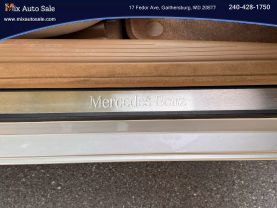 Mix Auto Sale
www.mixautosale.com
17 Fedor Ave, Gaithersburg, MD 20877
240-428-1750
Mercedes-Benz